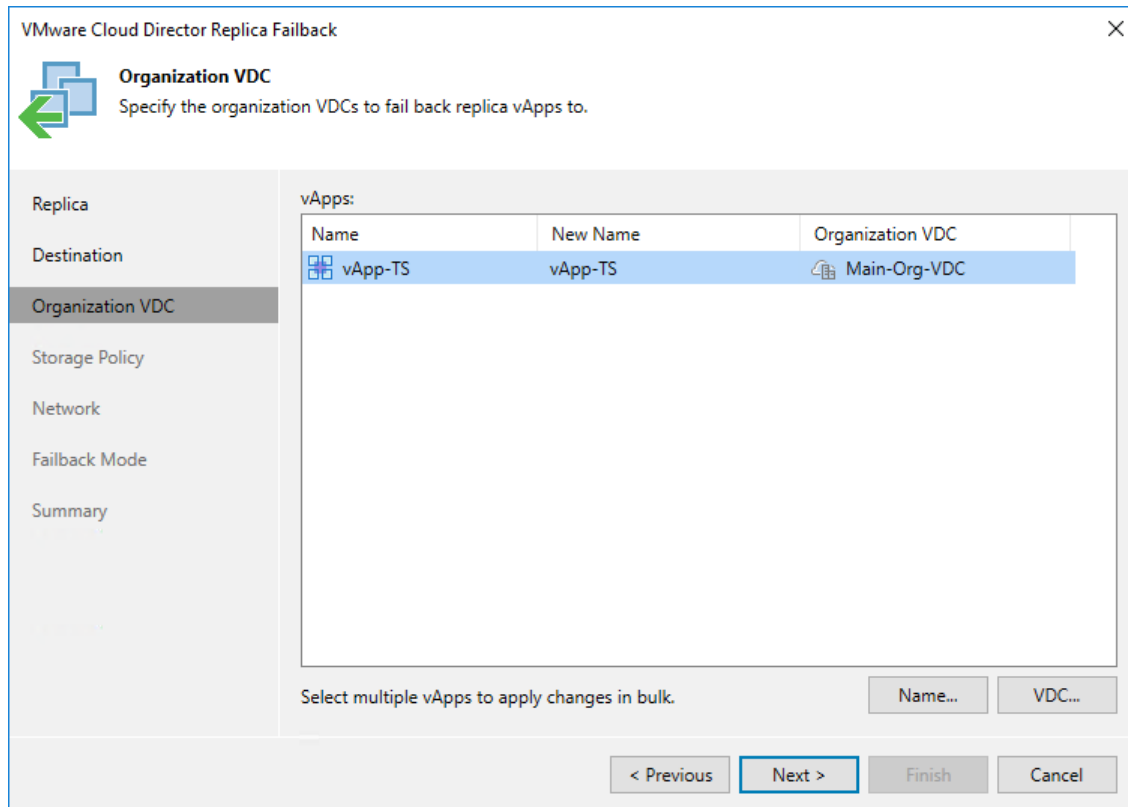 VMware Cloud Director Replica Failback
Organization VDC
Specify the organization VDCs to fail back replica vApps to.
Replica
Destination
Organization VDC
Storage Policy
Network
Failback Mode
Summary
vApps:
Name New Name Organization VDC
vApp-TS vApp-TS Main-Org-VDC
Select multiple vApps to apply changes in bulk.
Name... VDC...
< Previous Next > Finish Cancel